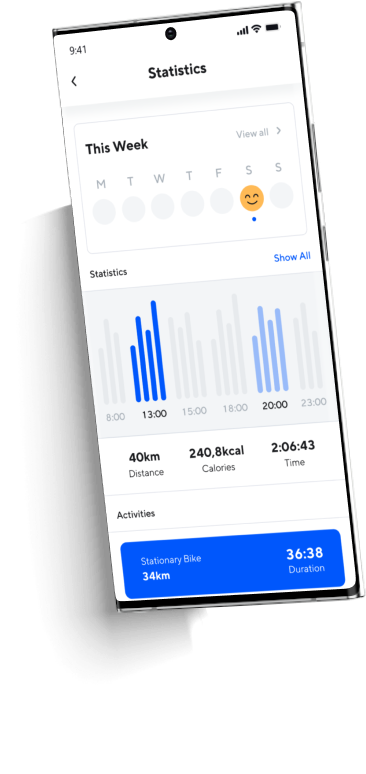 9:41
Statistics
This Week
View all
M T W T F S S
Statistics
Show All
8:00 13:00 15:00 18:00 20:00 23:00
40km 240,8kcal 2:06:43
Distance Calories Time
Activities
Stationary Bike 36:38
34km Duration